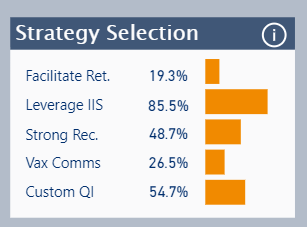 Strategy Selection i
Facilitate Ret. 19.3%
Leverage IIS 85.5%
Strong Rec. 48.7%
Vax Comms 26.5%
Custom QI 54.7%